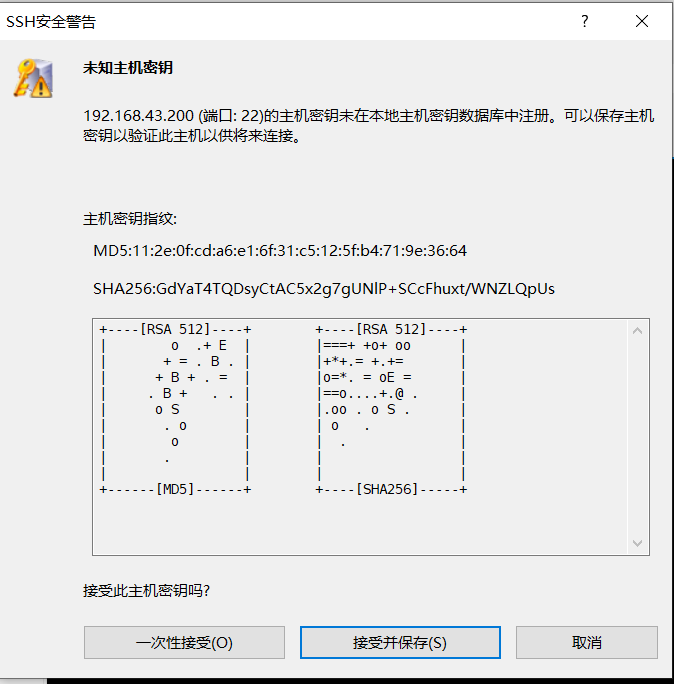 SSH安全警告
?
未知主机密钥
192.168.43.200 (端口: 22)的主机密钥未在本地主机密钥数据库中注册。可以保存主机
密钥以验证此主机以供将来连接。
主机密钥指纹:
MD5:11:2e:0f:cd:a6:e1:6f:31:c5:12:5f:b4:71:9e:36:64
SHA256:GdYaT4TQDsyCtAC5x2g7gUNlP+SCcFhuxt/WNZLQpUs
+----[RSA 512]----+        +----[RSA 512]----+
|        o  .+ E  |        |===+ +o+ oo      |
|       + = . B . |        |+*+.= +.+=       |
|      + B + . =  |        |o=*. = oE =      |
|     . B +   . . |        |==o....+.@ .     |
|      o S        |        |.oo . o S .      |
|       . o       |        | o   .           |
|        o        |        |  .              |
|       .         |        |                 |
|                 |        |                 |
+------[MD5]------+        +----[SHA256]-----+
接受此主机密钥吗?
一次性接受(O) 接受并保存(S) 取消